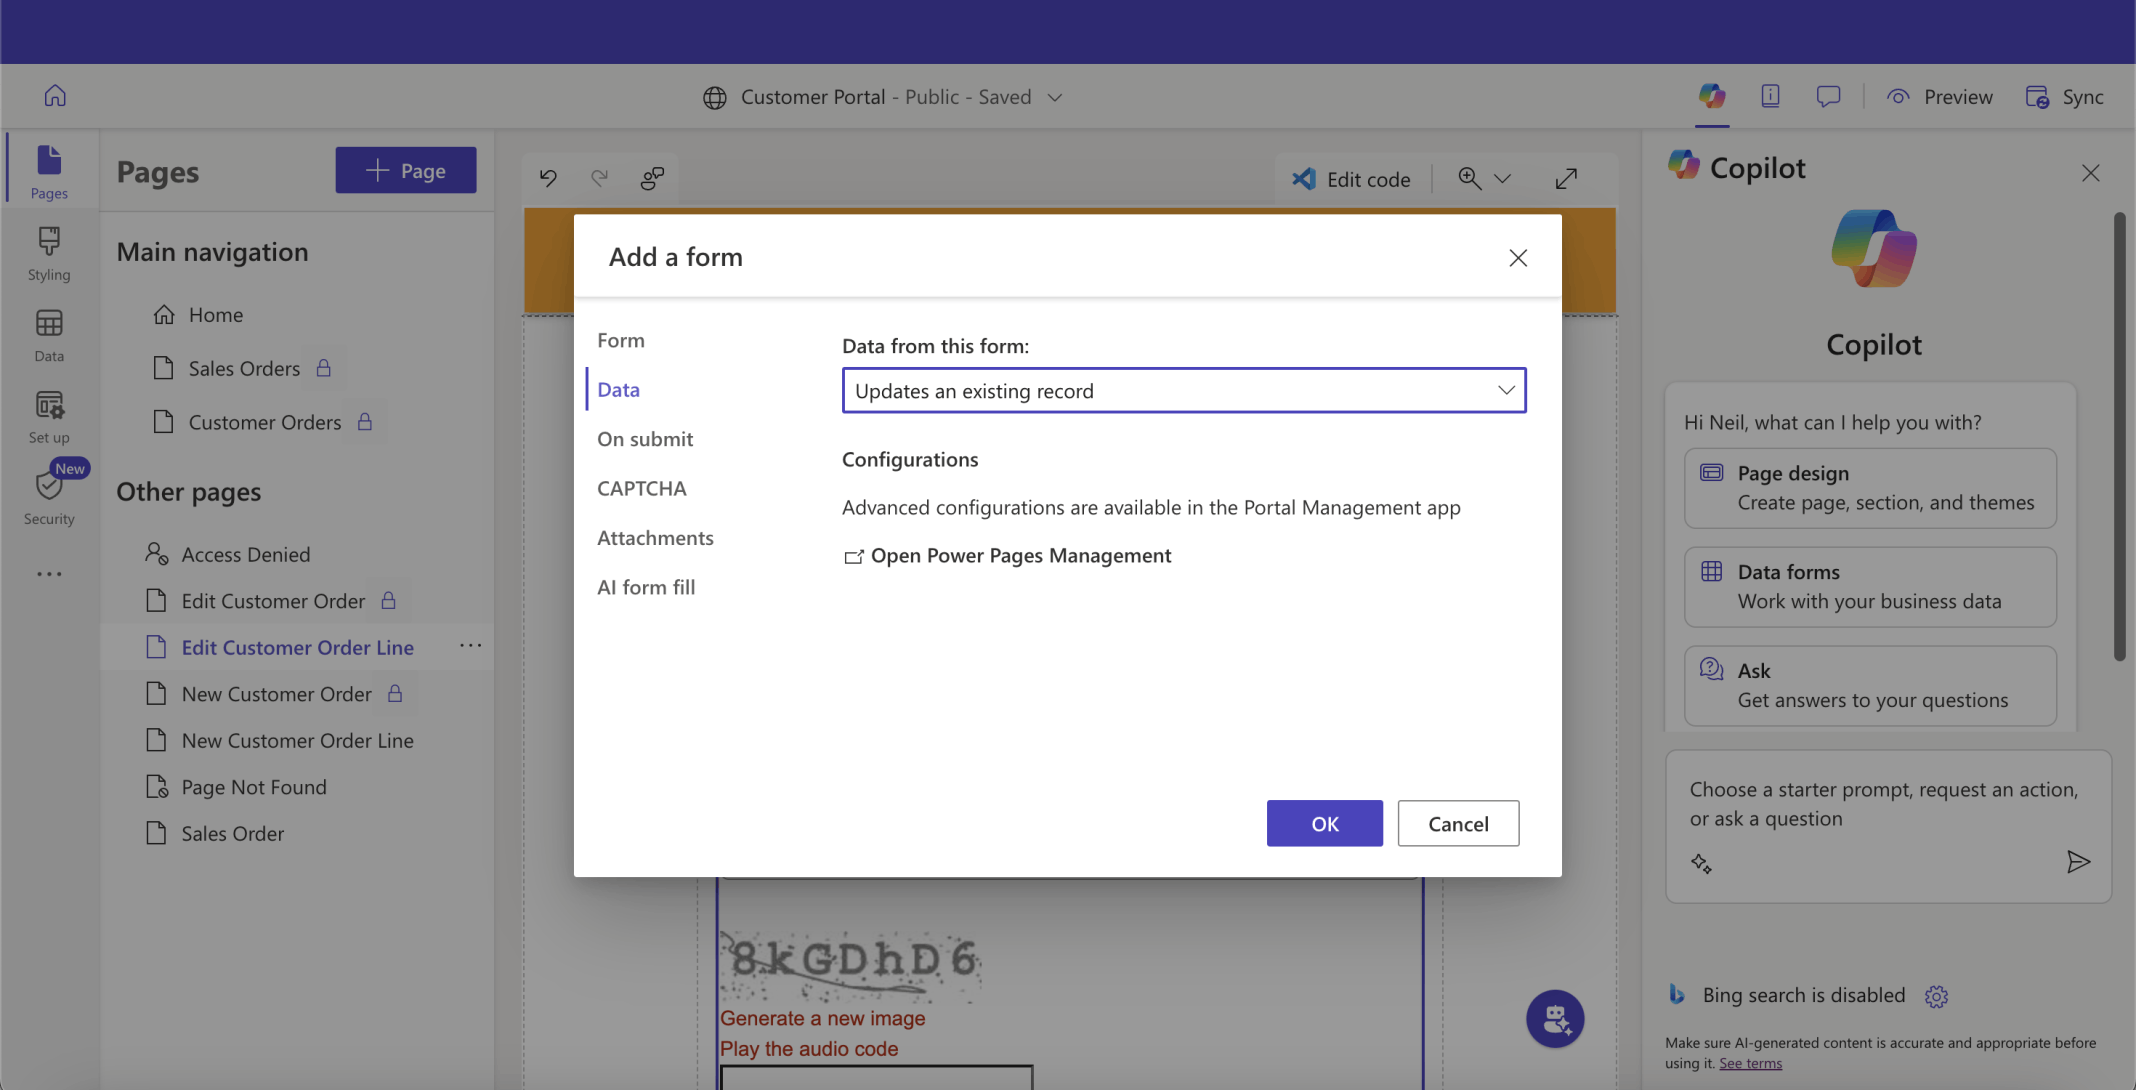 Customer Portal - Public - Saved
Preview
Sync
Pages
Styling
Data
Set up
New
Security
Pages
Page
Main navigation
Home
Sales Orders
Customer Orders
Other pages
Access Denied
Edit Customer Order
Edit Customer Order Line
New Customer Order
New Customer Order Line
Page Not Found
Sales Order
Edit code
Add a form
Form
Data
On submit
CAPTCHA
Attachments
AI form fill
Data from this form:
Updates an existing record
Configurations
Advanced configurations are available in the Portal Management app
Open Power Pages Management
OK
Cancel
8kGDhD6
Generate a new image
Play the audio code
Copilot
Copilot
Hi Neil, what can I help you with?
Page design
Create page, section, and themes
Data forms
Work with your business data
Ask
Get answers to your questions
Choose a starter prompt, request an action,
or ask a question
Bing search is disabled
Make sure AI-generated content is accurate and appropriate before
using it. See terms